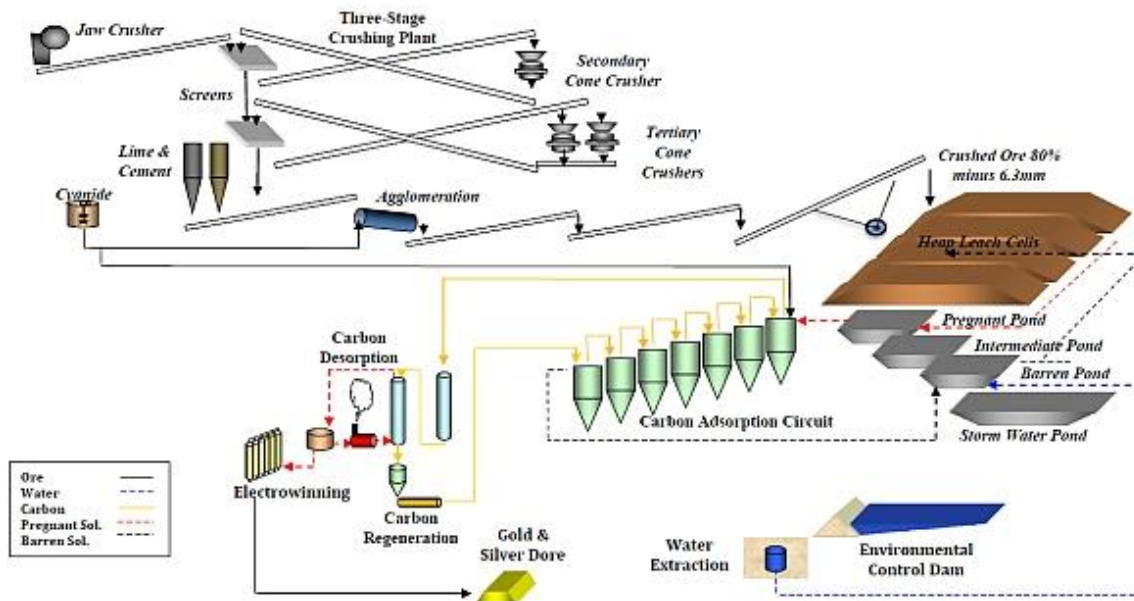 Jaw Crusher
Three-Stage
Crushing Plant
Secondary
Cone Crusher
Screens
Tertiary
Cone
Crushers
Lime &
Cement
Crushed Ore 80%
minus 6.3mm
Cyanide
Agglomeration
Heap Leach Cells
Pregnant Pond
Carbon
Desorption
Intermediate Pond
Barren Pond
Carbon Adsorption Circuit
Storm Water Pond
Ore
Water
Carbon
Pregnant Sol.
Barren Sol.
Electrowinning
Carbon
Regeneration
Gold &
Silver Dore
Water
Extraction
Environmental
Control Dam